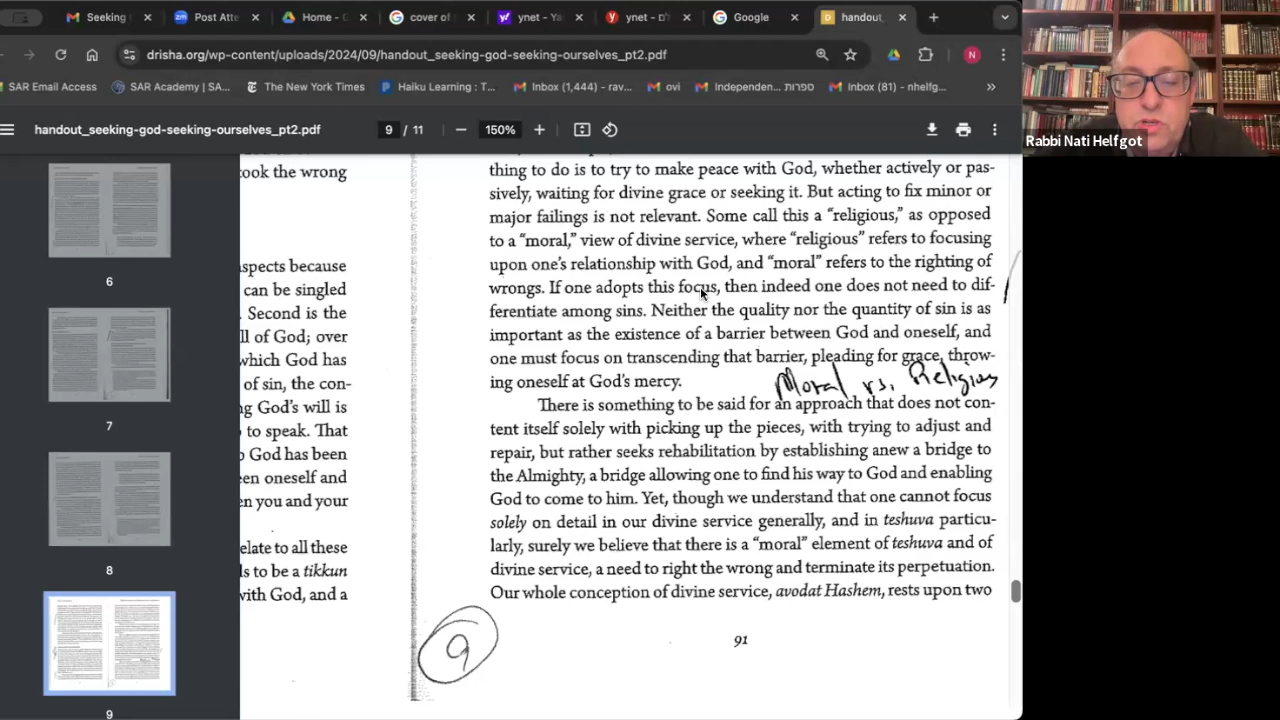 Seeking
Post Atte
Home - G
cover of
ynet - Ya
ynet - ם
Google
handout_
drisha.org/wp-content/uploads/2024/09/handout_seeking-god-seeking-ourselves_pt2.pdf
N
SAR Email Access
SAR Academy | SA...
The New York Times
Haiku Learning : T...
Inbox (1,444) - rav...
ovi
Independen... ספרות
Inbox (81) - nhelfg...
»
handout_seeking-god-seeking-ourselves_pt2.pdf
9 / 11
150%
Rabbi Nati Helfgot
6
7
8
9
ook the wrong
spects because
can be singled
. Second is the
ll of God; over
which God has
of sin, the con-
ng God's will is
to speak. That
o God has been
en oneself and
n you and your
elate to all these
ds to be a tikkun
with God, and a
thing to do is to try to make peace with God, whether actively or pas-
sively, waiting for divine grace or seeking it. But acting to fix minor or
major failings is not relevant. Some call this a “religious,” as opposed
to a “moral,” view of divine service, where “religious” refers to focusing
upon one's relationship with God, and “moral” refers to the righting of
wrongs. If one adopts this focus, then indeed one does not need to dif-
ferentiate among sins. Neither the quality nor the quantity of sin is as
important as the existence of a barrier between God and oneself, and
one must focus on transcending that barrier, pleading for grace, throw-
ing oneself at God's mercy.
Moral vs. Religios
There is something to be said for an approach that does not con-
tent itself solely with picking up the pieces, with trying to adjust and
repair, but rather seeks rehabilitation by establishing anew a bridge to
the Almighty, a bridge allowing one to find his way to God and enabling
God to come to him. Yet, though we understand that one cannot focus
solely on detail in our divine service generally, and in teshuva particu-
larly, surely we believe that there is a “moral” element of teshuva and of
divine service, a need to right the wrong and terminate its perpetuation.
Our whole conception of divine service, avodat Hashem, rests upon two
91
9